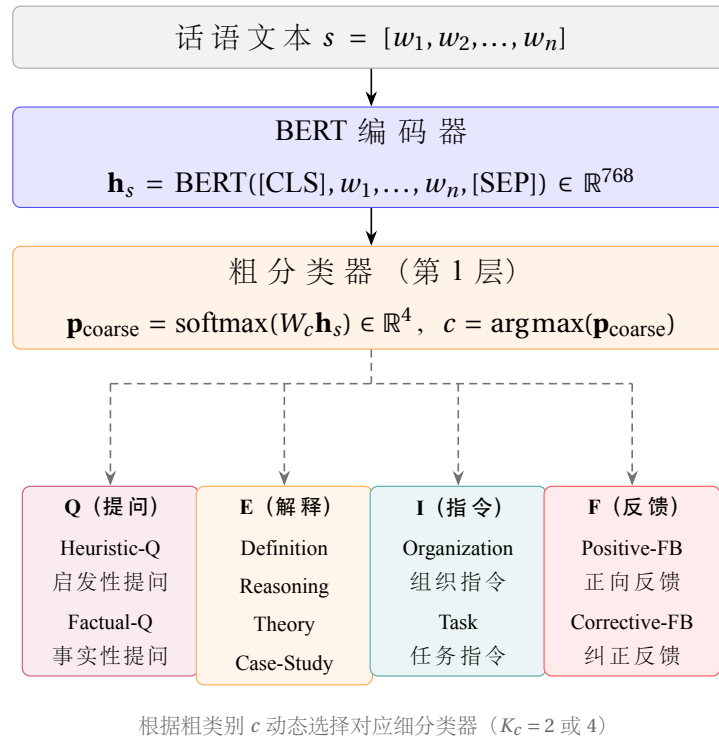 话语文本 s = [w₁, w₂, …, wₙ]
BERT 编码器
𝐡ₛ = BERT([CLS], w₁, …, wₙ, [SEP]) ∈ ℝ⁷⁶⁸
粗分类器（第 1 层）
𝐩_coarse = softmax(W_c𝐡ₛ) ∈ ℝ⁴, c = argmax(𝐩_coarse)
Q（提问）
Heuristic-Q
启发性提问
Factual-Q
事实性提问
E（解释）
Definition
Reasoning
Theory
Case-Study
I（指令）
Organization
组织指令
Task
任务指令
F（反馈）
Positive-FB
正向反馈
Corrective-FB
纠正反馈
根据粗类别 c 动态选择对应细分类器（K_c = 2 或 4）